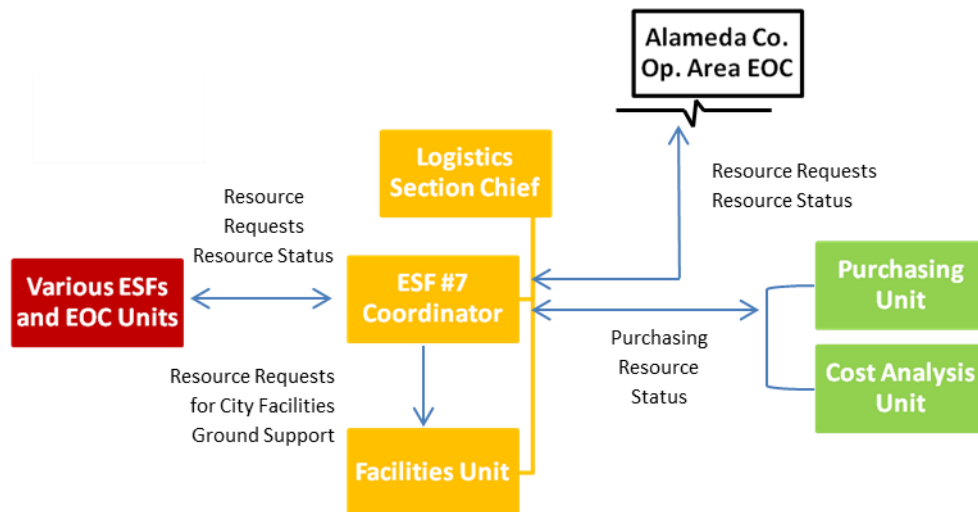 Alameda Co.
Op. Area EOC
Logistics
Section Chief
Resource Requests
Resource Status
Resource
Requests
Resource Status
Various ESFs
and EOC Units
ESF #7
Coordinator
Purchasing
Unit
Purchasing
Resource
Status
Cost Analysis
Unit
Resource Requests
for City Facilities
Ground Support
Facilities Unit